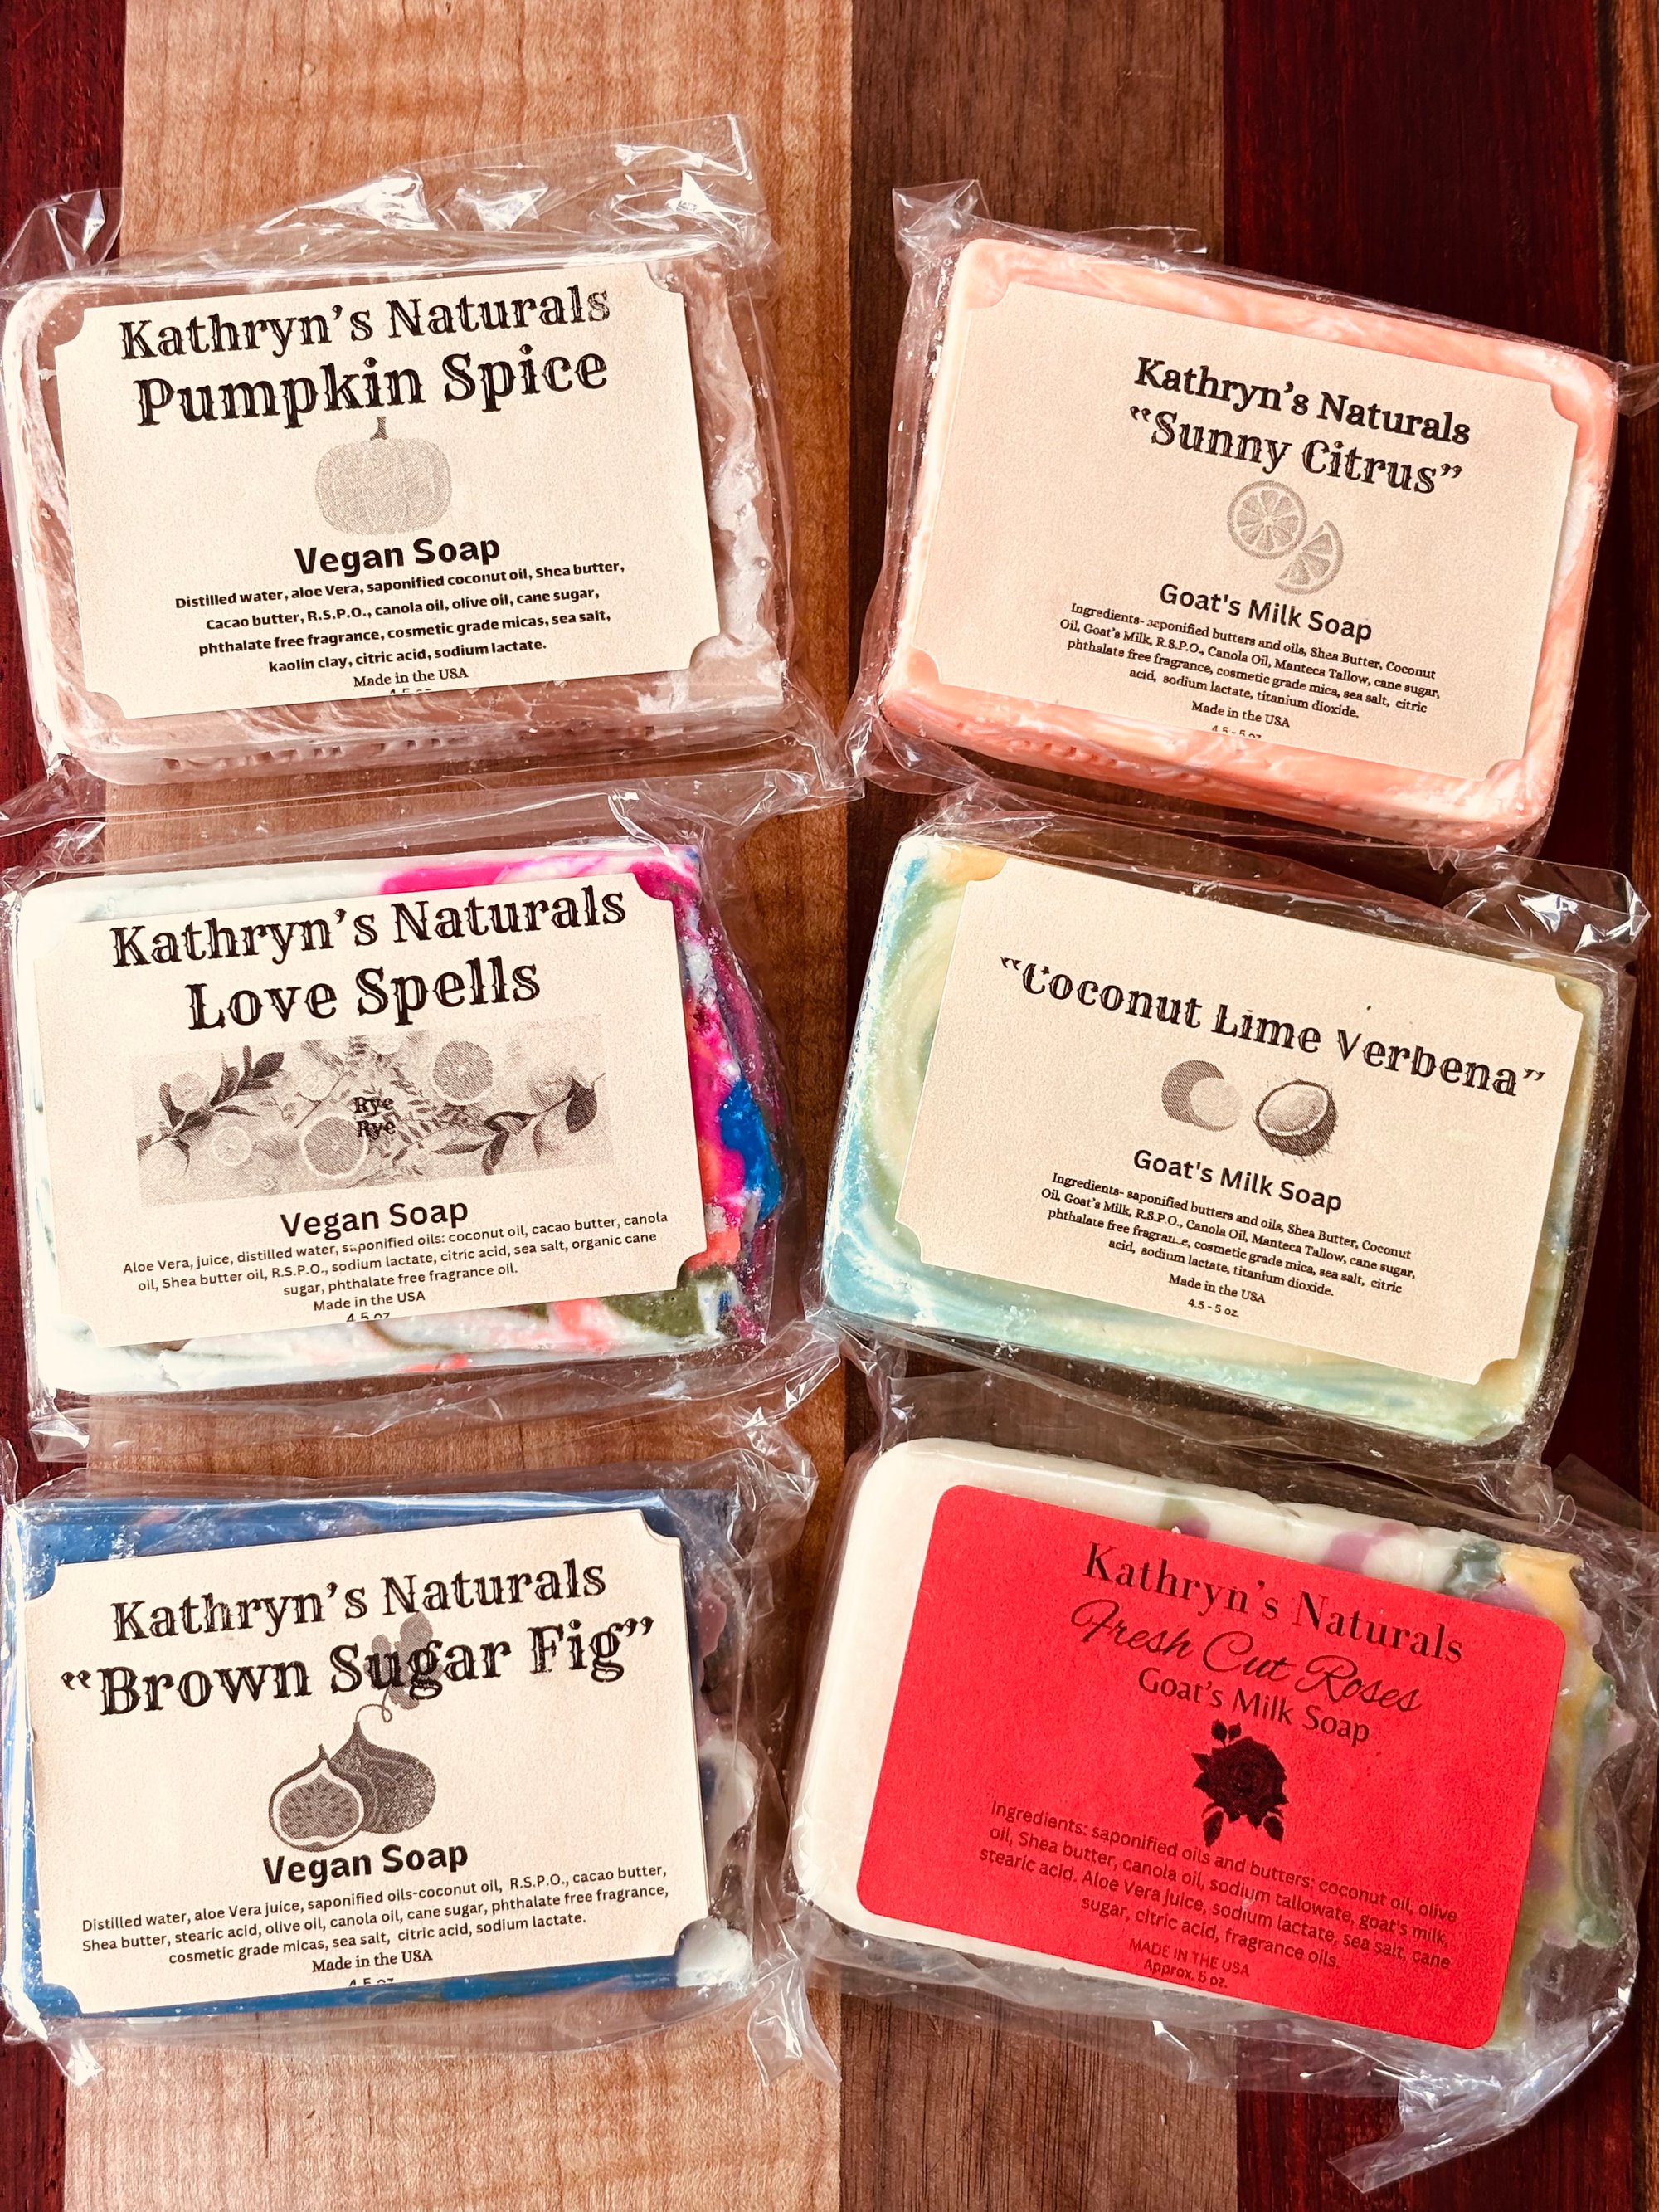 Kathryn's Naturals
Pumpkin Spice
Vegan Soap
Distilled water, aloe Vera, saponified coconut oil, Shea butter,
Cacao butter, R.S.P.O., canola oil, olive oil, cane sugar,
phthalate free fragrance, cosmetic grade micas, sea salt,
kaolin clay, citric acid, sodium lactate.
Made in the USA
Kathryn's Naturals
"Sunny Citrus"
Goat's Milk Soap
Ingredients- saponified butters and oils, Shea Butter, Coconut
Oil, Goat's Milk, R.S.P.O., Canola Oil, Manteca Tallow, cane sugar,
phthalate free fragrance, cosmetic grade mica, sea salt, citric
acid, sodium lactate, titanium dioxide.
Made in the USA
4.5 - 5 oz.
Kathryn's Naturals
Love Spells
Rye
Rye
Vegan Soap
Aloe Vera, juice, distilled water, saponified oils: coconut oil, cacao butter, canola
oil, Shea butter oil, R.S.P.O., sodium lactate, citric acid, sea salt, organic cane
sugar, phthalate free fragrance oil.
Made in the USA
4.5 oz
"Coconut Lime Verbena"
Goat's Milk Soap
Ingredients- saponified butters and oils, Shea Butter, Coconut
Oil, Goat's Milk, R.S.P.O., Canola Oil, Manteca Tallow, cane sugar,
phthalate free fragrance, cosmetic grade mica, sea salt, citric
acid, sodium lactate, titanium dioxide.
Made in the USA
4.5 - 5 oz.
Kathryn's Naturals
"Brown Sugar Fig"
Vegan Soap
Distilled water, aloe Vera juice, saponified oils-coconut oil, R.S.P.O., cacao butter,
Shea butter, stearic acid, olive oil, canola oil, cane sugar, phthalate free fragrance,
cosmetic grade micas, sea salt, citric acid, sodium lactate.
Made in the USA
4.5 oz
Kathryn's Naturals
Fresh Cut Roses
Goat's Milk Soap
Ingredients: saponified oils and butters: coconut oil, olive
oil, Shea butter, canola oil, sodium tallowate, goat's milk,
stearic acid. Aloe Vera juice, sodium lactate, sea salt, cane
sugar, citric acid, fragrance oils.
MADE IN THE USA
Approx. 5 oz.